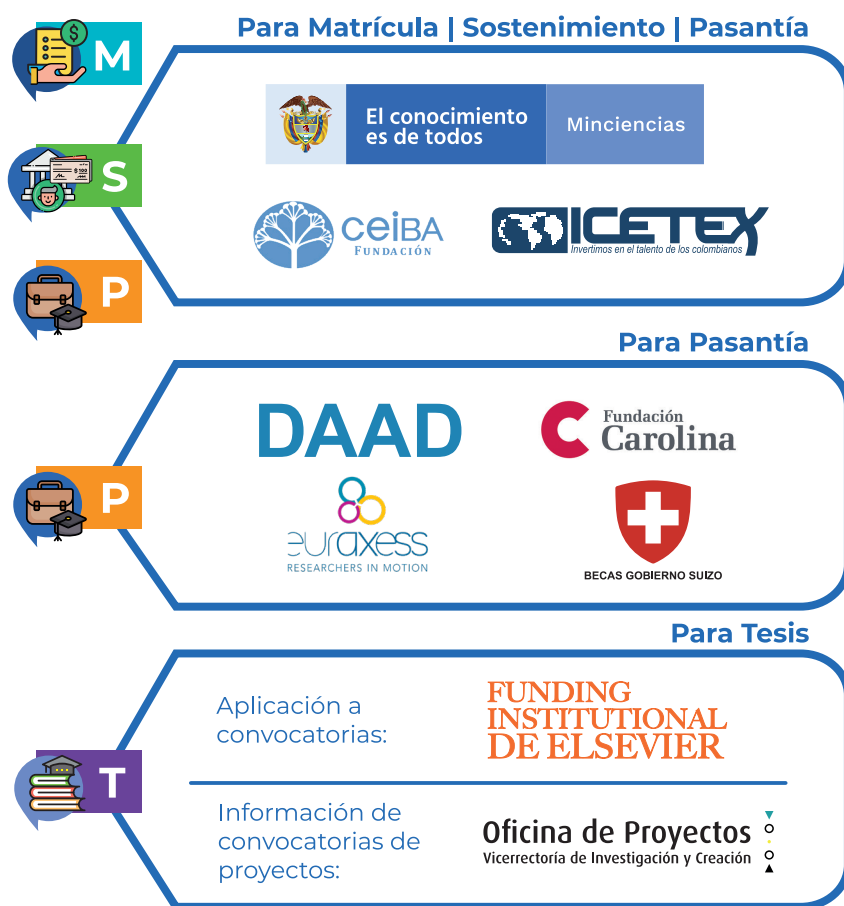 Para Matrícula | Sostenimiento | Pasantía
M
El conocimiento
es de todos
Minciencias
S
CEIBA
FUNDACIÓN
ICETEX
Invertimos en el talento de los colombianos
P
Para Pasantía
DAAD
Fundación
Carolina
P
euraxess
RESEARCHERS IN MOTION
BECAS GOBIERNO SUIZO
Para Tesis
Aplicación a
convocatorias:
FUNDING
INSTITUTIONAL
DE ELSEVIER
T
Información de
convocatorias de
proyectos:
Oficina de Proyectos
Vicerrectoría de Investigación y Creación